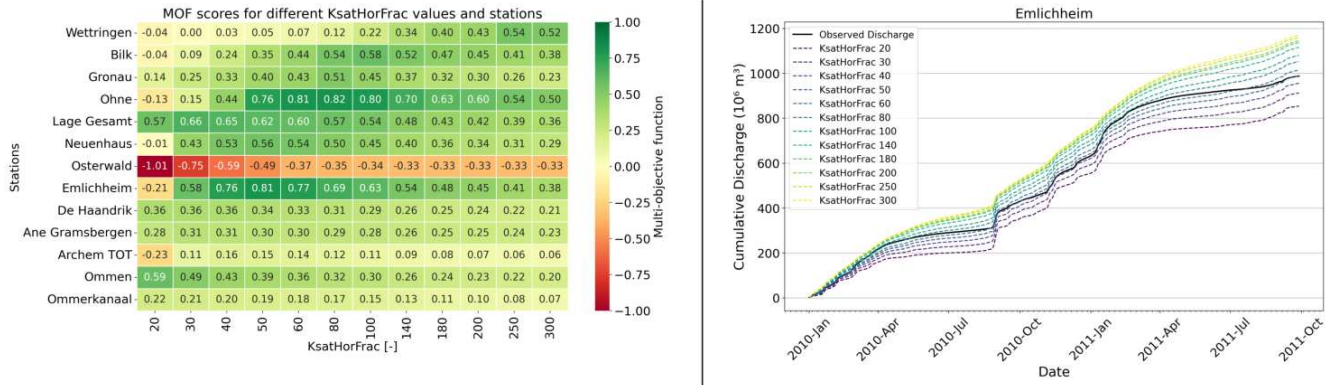 MOF scores for different KsatHorFrac values and stations
Stations
Wettringen -0.04 0.00 0.03 0.05 0.07 0.12 0.22 0.34 0.40 0.43 0.54 0.52
Bilk -0.04 0.09 0.24 0.35 0.44 0.54 0.58 0.52 0.47 0.45 0.41 0.38
Gronau 0.14 0.25 0.33 0.40 0.43 0.51 0.45 0.37 0.32 0.30 0.26 0.23
Ohne -0.13 0.15 0.44 0.76 0.81 0.82 0.80 0.70 0.63 0.60 0.54 0.50
Lage Gesamt 0.57 0.66 0.65 0.62 0.60 0.57 0.54 0.48 0.43 0.42 0.39 0.36
Neuenhaus -0.01 0.43 0.53 0.56 0.54 0.50 0.46 0.40 0.36 0.34 0.31 0.29
Osterwald -1.01 -0.75 -0.59 -0.49 -0.37 -0.35 -0.34 -0.33 -0.33 -0.33 -0.33 -0.33
Emlichheim -0.21 0.58 0.76 0.81 0.77 0.69 0.63 0.54 0.48 0.45 0.41 0.38
De Haandrik 0.36 0.36 0.36 0.34 0.33 0.31 0.29 0.26 0.25 0.24 0.22 0.21
Ane Gramsbergen 0.28 0.31 0.31 0.30 0.30 0.29 0.28 0.26 0.25 0.24 0.24 0.23
Archem TOT -0.23 0.11 0.16 0.15 0.14 0.12 0.11 0.09 0.08 0.07 0.06 0.06
Ommen 0.59 0.49 0.43 0.39 0.36 0.32 0.30 0.26 0.24 0.23 0.22 0.20
Ommerkanaal 0.22 0.21 0.20 0.19 0.18 0.17 0.15 0.13 0.11 0.10 0.08 0.07
20 30 40 50 60 80 100 140 180 200 250 300
KsatHorFrac [-]
1.00
0.75
0.50
0.25
0.00
−0.25
−0.50
−0.75
−1.00
Multi-objective function
Emlichheim
Cumulative Discharge (10⁶ m³)
1200
1000
800
600
400
200
0
Observed Discharge
KsatHorFrac 20
KsatHorFrac 30
KsatHorFrac 40
KsatHorFrac 50
KsatHorFrac 60
KsatHorFrac 80
KsatHorFrac 100
KsatHorFrac 140
KsatHorFrac 180
KsatHorFrac 200
KsatHorFrac 250
KsatHorFrac 300
2010-Jan 2010-Apr 2010-Jul 2010-Oct 2011-Jan 2011-Apr 2011-Jul 2011-Oct
Date